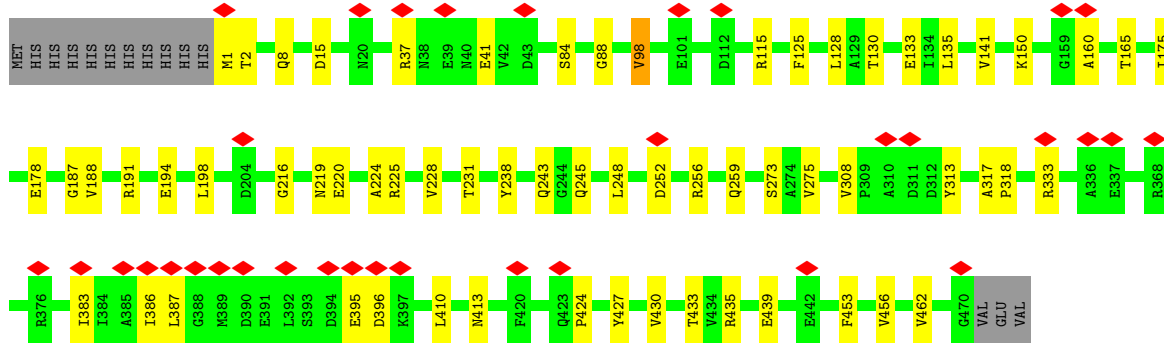 MET HIS HIS HIS HIS HIS HIS HIS HIS M1 T2 Q8 D15 N20 R37 N38 E39 N40 E41 V42 D43 S84 G88 V98 E101 D112 R115 F125 L128 A129 T130 E133 I134 L135 V141 K150 G159 A160 T165 I175
E178 G187 V188 R191 E194 L198 D204 G216 N219 E220 A224 R225 V228 T231 Y238 Q243 G244 Q245 L248 D252 R256 Q259 S273 A274 V275 V308 P309 A310 D311 D312 Y313 A317 P318 R333 A336 E337 R368
R376 I383 I384 A385 I386 L387 G388 M389 D390 E391 L392 S393 D394 E395 D396 K397 L410 N413 F420 Q423 P424 Y427 V430 T433 V434 R435 E439 E442 F453 V456 V462 G470 VAL GLU VAL